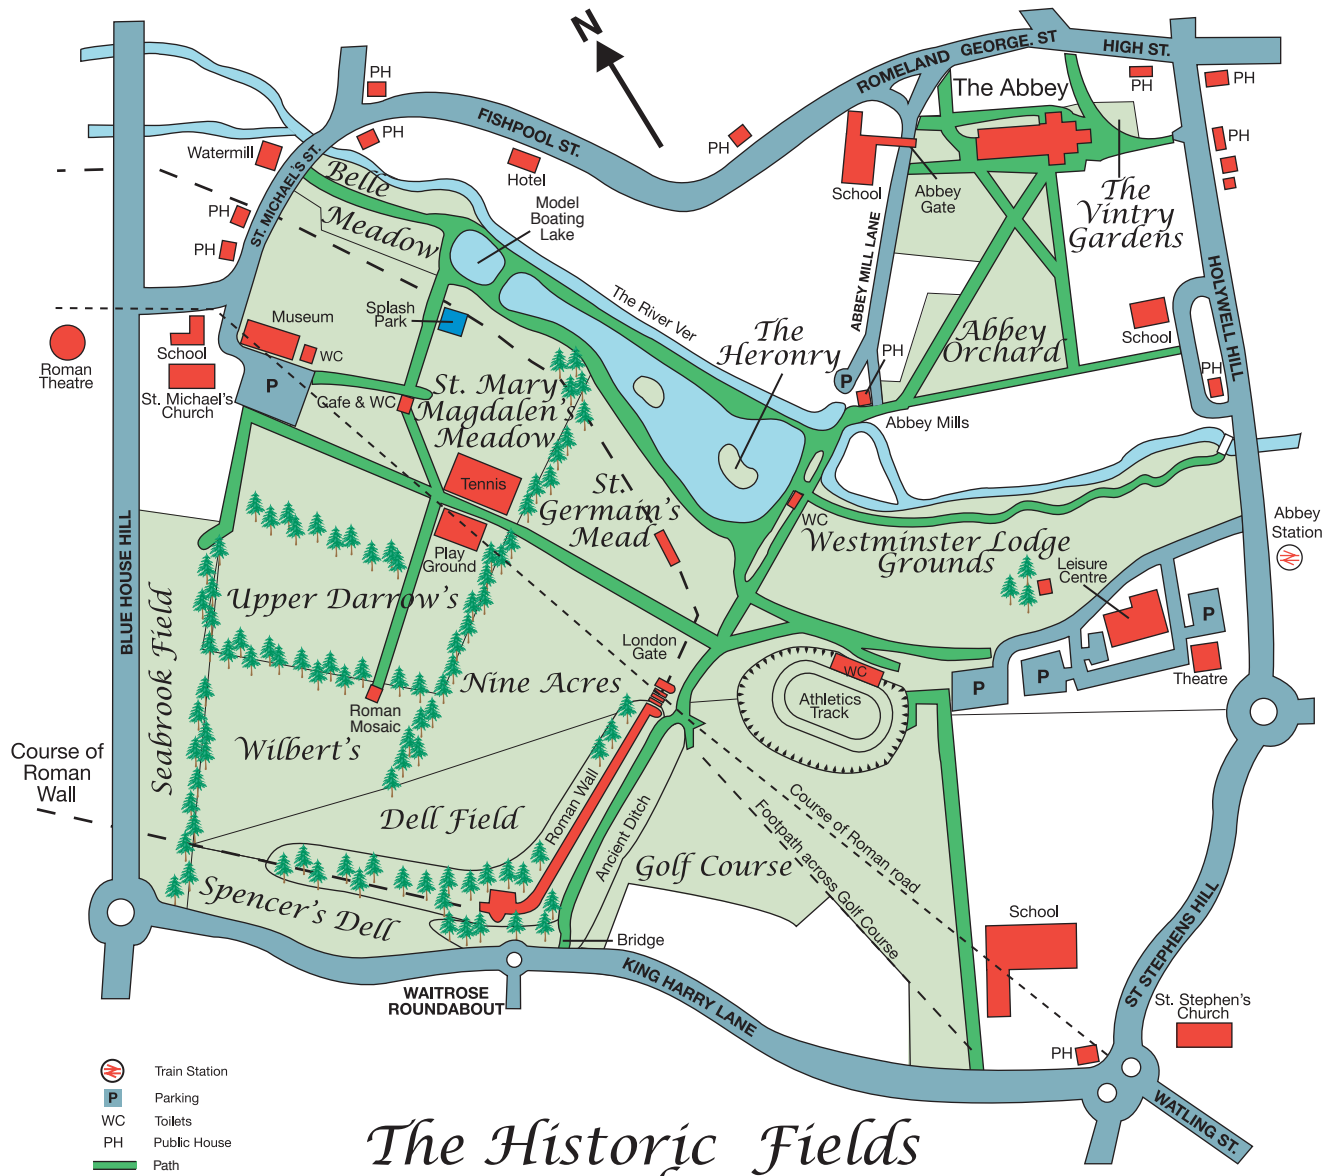 N
ROMELAND
GEORGE. ST
HIGH ST.
PH
PH
PH
The Abbey
FISHPOOL ST.
PH
PH
PH
Watermill
ST. MICHAEL'S ST.
Belle
Meadow
Hotel
School
Abbey
Gate
The
Vintry
Gardens
Model
Boating
Lake
PH
PH
ABBEY MILL LANE
HOLYWELL HILL
The River Ver
Splash
Park
Museum
The
Heronry
Abbey
Orchard
School
School
WC
Roman
Theatre
St. Michael's
Church
P
Cafe & WC
St. Mary
Magdalen's
Meadow
PH
P
PH
Abbey Mills
Tennis
St.
Germain's
Mead
WC
Westminster Lodge
Grounds
Abbey
Station
Play
Ground
Leisure
Centre
BLUE HOUSE HILL
Upper Darrow's
Seabrook Field
London
Gate
P
P
P
Theatre
Nine Acres
WC
Athletics
Track
Roman
Mosaic
Wilbert's
Course of
Roman
Wall
Dell Field
Roman Wall
Ancient Ditch
Course of Roman road
Footpath across Golf Course
Golf Course
Spencer's Dell
School
Bridge
ST STEPHENS HILL
WAITROSE
ROUNDABOUT
KING HARRY LANE
St. Stephen's
Church
PH
WATLING ST.
Train Station
P Parking
WC Toilets
PH Public House
Path
The Historic Fields